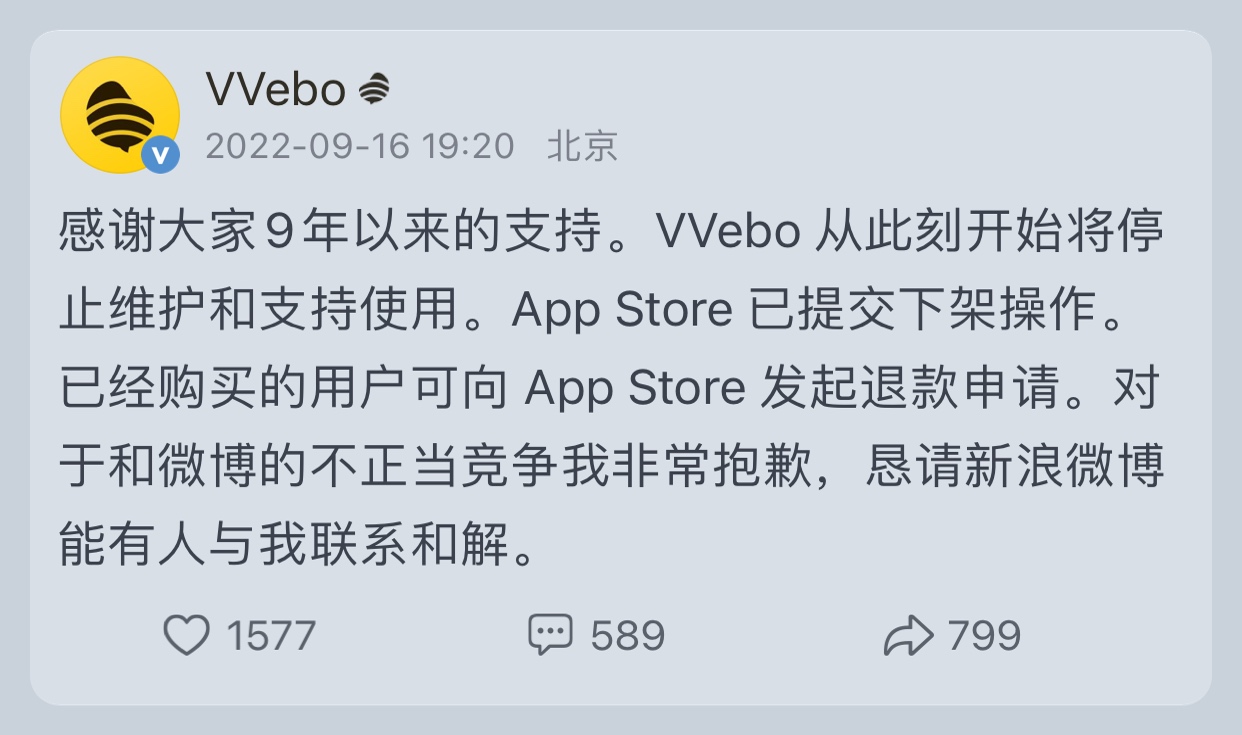 VVebo
2022-09-16 19:20 北京
感谢大家9年以来的支持。VVebo 从此刻开始将停
止维护和支持使用。App Store 已提交下架操作。
已经购买的用户可向 App Store 发起退款申请。对
于和微博的不正当竞争我非常抱歉，恳请新浪微博
能有人与我联系和解。
1577 589 799